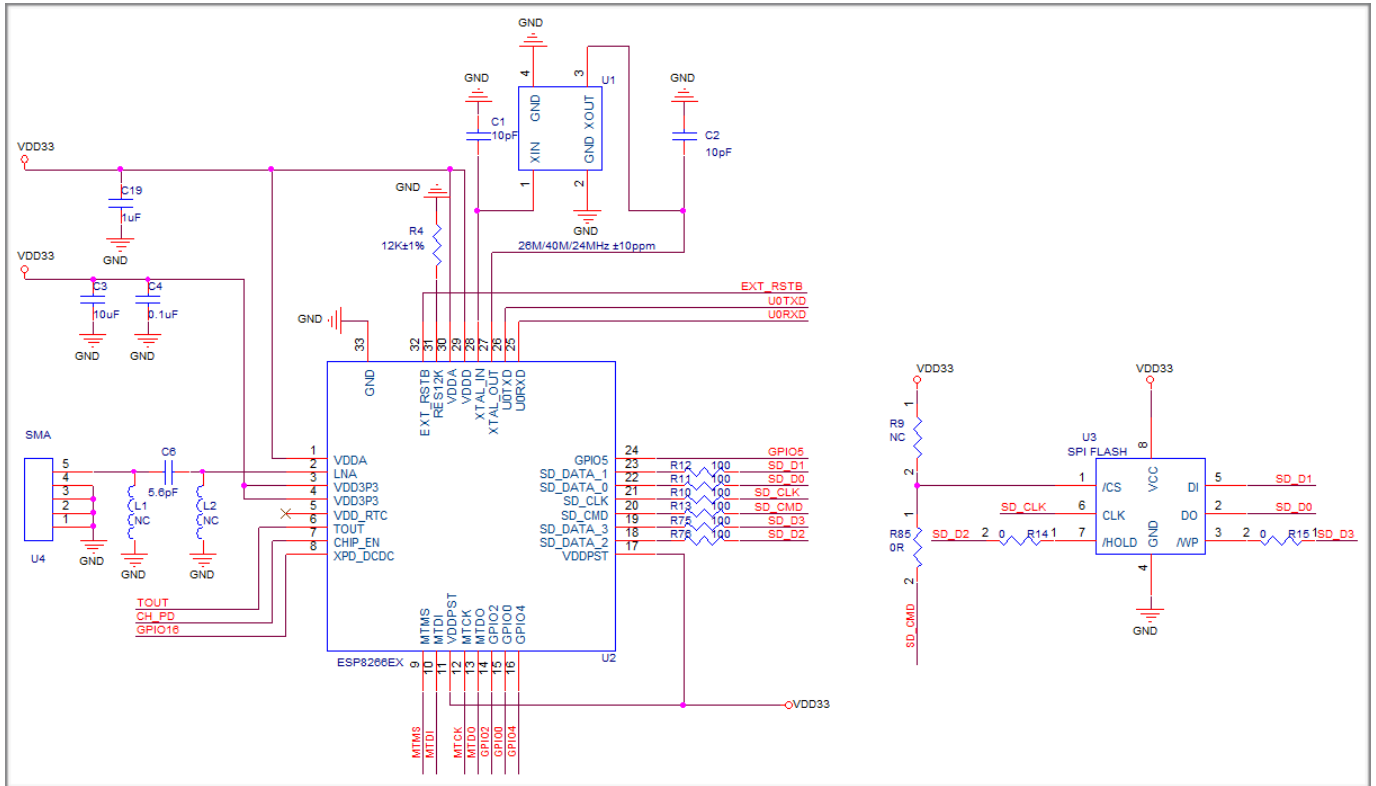 GND
4
3
U1
GND
GND
C1
10pF
GND
XOUT
XIN
GND
C2
10pF
1
2
GND
VDD33
C19
1uF
GND
GND
R4
12K±1%
26M/40M/24MHz ±10ppm
VDD33
C3
10uF
C4
0.1uF
GND
GND
EXT_RSTB
U0TXD
U0RXD
GND
33
32
31
30
29
28
27
26
25
GND
EXT_RSTB
RES12K
VDDA
VDDD
XTAL_IN
XTAL_OUT
U0TXD
U0RXD
SMA
5
4
3
2
1
U4
GND
L1
NC
GND
C6
5.6pF
L2
NC
GND
1 VDDA
2 LNA
3 VDD3P3
4 VDD3P3
5 VDD_RTC
6 TOUT
7 CHIP_EN
8 XPD_DCDC
TOUT
CH_PD
GPIO16
24 GPIO5 GPIO5
23 SD_DATA_1 R12 100 SD_D1
22 SD_DATA_0 R11 100 SD_D0
21 SD_CLK R10 100 SD_CLK
20 SD_CMD R13 100 SD_CMD
19 SD_DATA_3 R75 100 SD_D3
18 SD_DATA_2 R76 100 SD_D2
17 VDDPST
MTMS
MTDI
VDDPST
MTCK
MTDO
GPIO2
GPIO0
GPIO4
ESP8266EX
U2
9
10
11
12
13
14
15
16
MTMS
MTDI
MTCK
MTDO
GPIO2
GPIO0
GPIO4
VDD33
VDD33
1
R9
NC
2
1
R85
0R
2
SD_CMD
VDD33
8
U3
SPI FLASH
1 /CS
VCC
DI 5 SD_D1
SD_CLK 6 CLK
DO 2 SD_D0
SD_D2 2 0 R14 1 7 /HOLD
GND
/WP 3 2 0 R15 1 SD_D3
4
GND